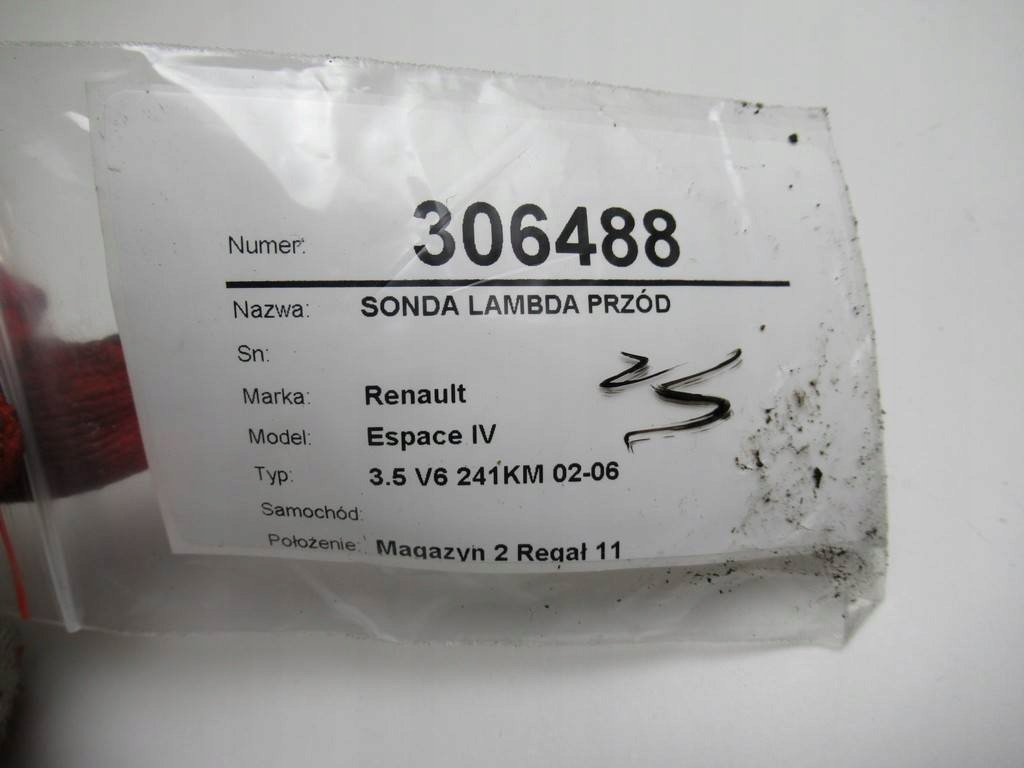 Numer: 306488
Nazwa: SONDA LAMBDA PRZÓD
Sn:
Marka: Renault
Model: Espace IV
Typ: 3.5 V6 241KM 02-06
Samochód:
Położenie: Magazyn 2 Regał 11